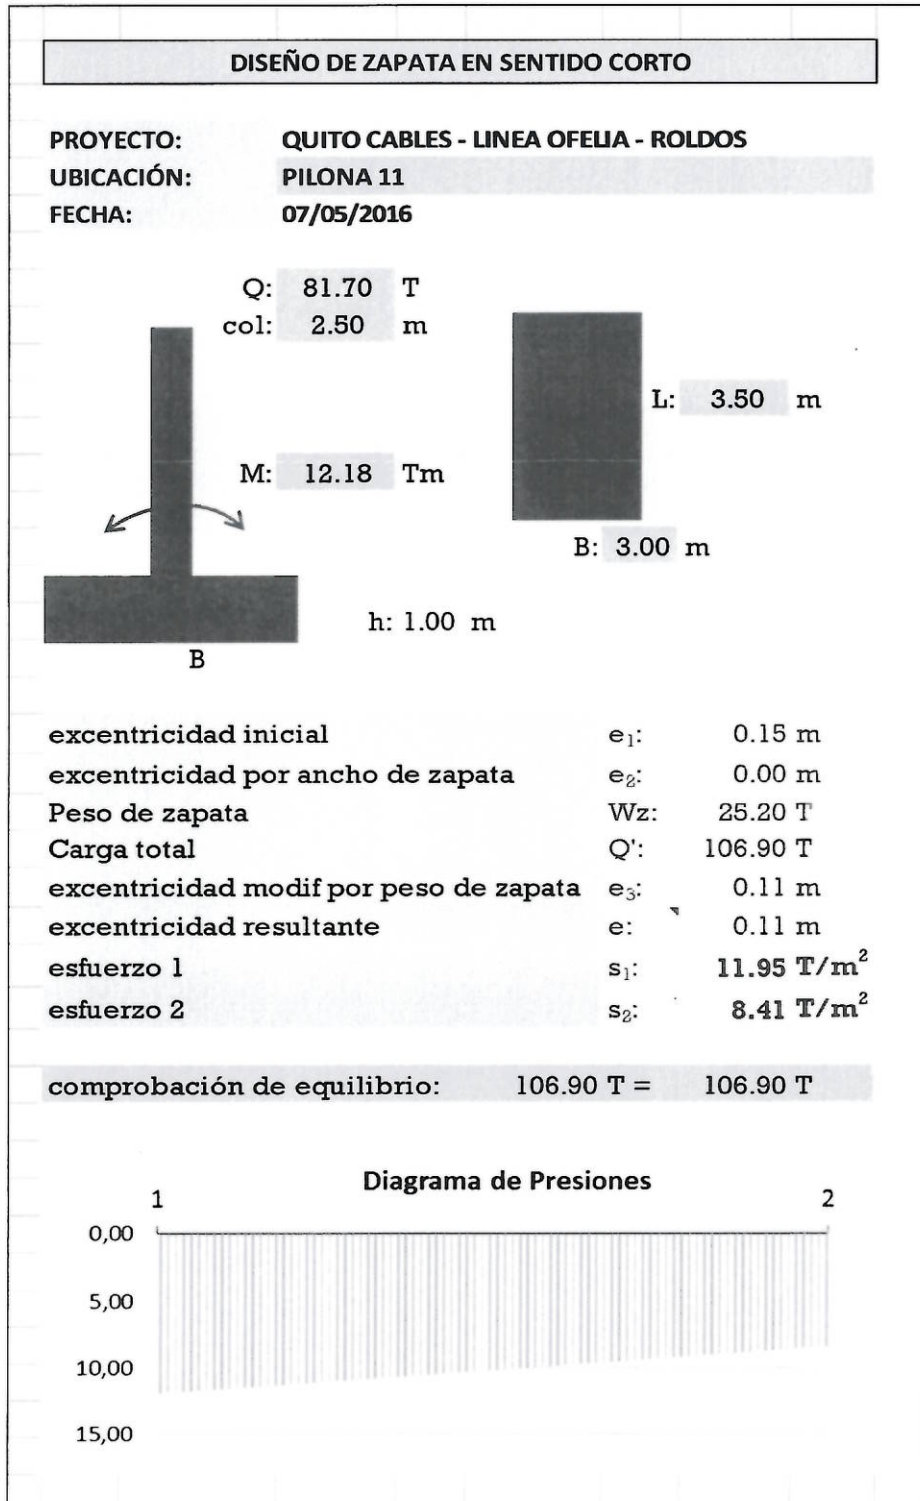 DISEÑO DE ZAPATA EN SENTIDO CORTO
PROYECTO: QUITO CABLES - LINEA OFELIA - ROLDOS
UBICACIÓN: PILONA 11
FECHA: 07/05/2016
Q: 81.70 T
col: 2.50 m
L: 3.50 m
M: 12.18 Tm
B: 3.00 m
h: 1.00 m
B
excentricidad inicial e₁: 0.15 m
excentricidad por ancho de zapata e₂: 0.00 m
Peso de zapata Wz: 25.20 T
Carga total Q': 106.90 T
excentricidad modif por peso de zapata e₃: 0.11 m
excentricidad resultante e: 0.11 m
esfuerzo 1 s₁: 11.95 T/m²
esfuerzo 2 s₂: 8.41 T/m²
comprobación de equilibrio: 106.90 T = 106.90 T
Diagrama de Presiones
1 2
0,00
5,00
10,00
15,00